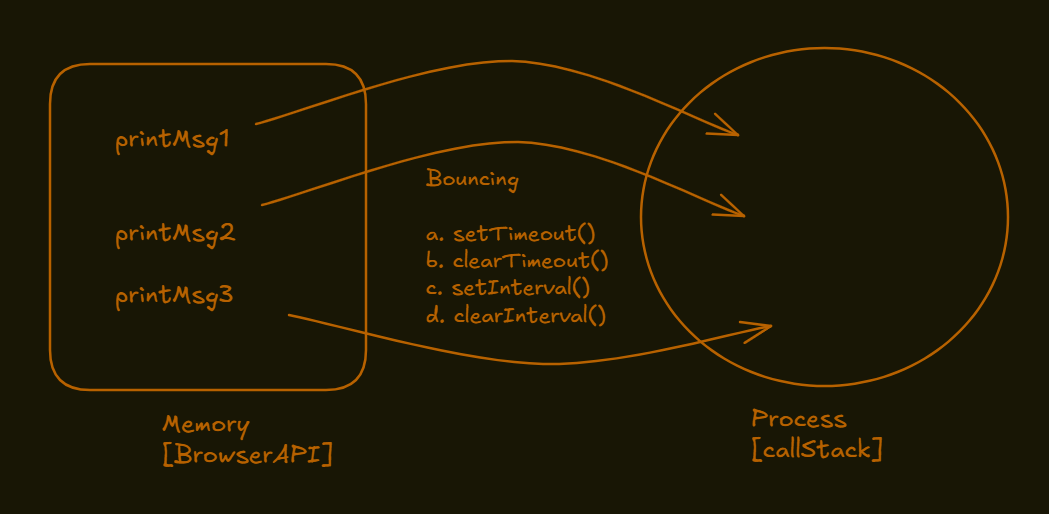 printMsg1
printMsg2
printMsg3
Bouncing
a. setTimeout()
b. clearTimeout()
c. setInterval()
d. clearInterval()
Memory
[BrowserAPI]
Process
[callStack]